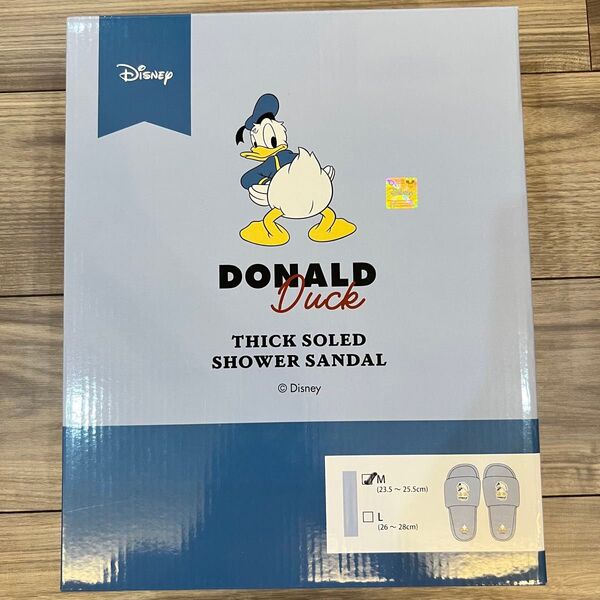 Disney
DONALD
Duck
THICK SOLED
SHOWER SANDAL
© Disney
M
(23.5 ～ 25.5cm)
L
(26 ～ 28cm)